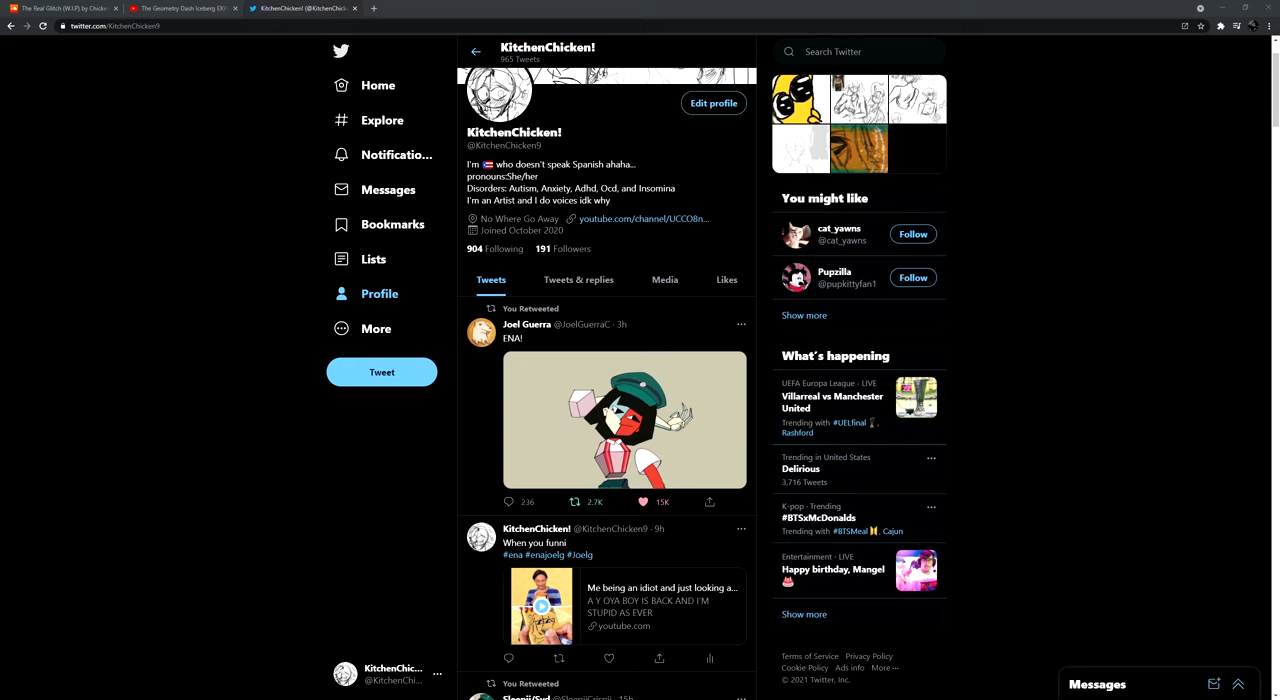 The Real Glitch (W.I.P) by Chicke
The Geometry Dash Iceberg EXP
KitchenChicken! (@KitchenChick
twitter.com/KitchenChicken9
Home
Explore
Notificatio...
Messages
Bookmarks
Lists
Profile
More
Tweet
KitchenChic...
@KitchenChi...
KitchenChicken!
965 Tweets
Edit profile
KitchenChicken!
@KitchenChicken9
I'm 🇵🇷 who doesn't speak Spanish ahaha...
pronouns:She/her
Disorders: Autism, Anxiety, Adhd, Ocd, and Insomina
I'm an Artist and I do voices idk why
No Where Go Away youtube.com/channel/UCCO8n...
Joined October 2020
904 Following 191 Followers
Tweets Tweets & replies Media Likes
You Retweeted
Joel Guerra @JoelGuerraC · 3h
ENA!
236 2.7K 15K
KitchenChicken! @KitchenChicken9 · 9h
When you funni
#ena #enajoelg #Joelg
Me being an idiot and just looking a...
A Y OYA BOY IS BACK AND I'M
STUPID AS EVER
youtube.com
You Retweeted
Search Twitter
You might like
cat_yawns
@cat_yawns
Follow
Pupzilla
@pupkittyfan1
Follow
Show more
What's happening
UEFA Europa League · LIVE
Villarreal vs Manchester
United
Trending with #UELfinal,
Rashford
Trending in United States
Delirious
3,716 Tweets
K-pop · Trending
#BTSxMcDonalds
Trending with #BTSMeal, Cajun
Entertainment · LIVE
Happy birthday, Mangel
🎂
Show more
Terms of Service Privacy Policy
Cookie Policy Ads info More ···
© 2021 Twitter, Inc.
Messages